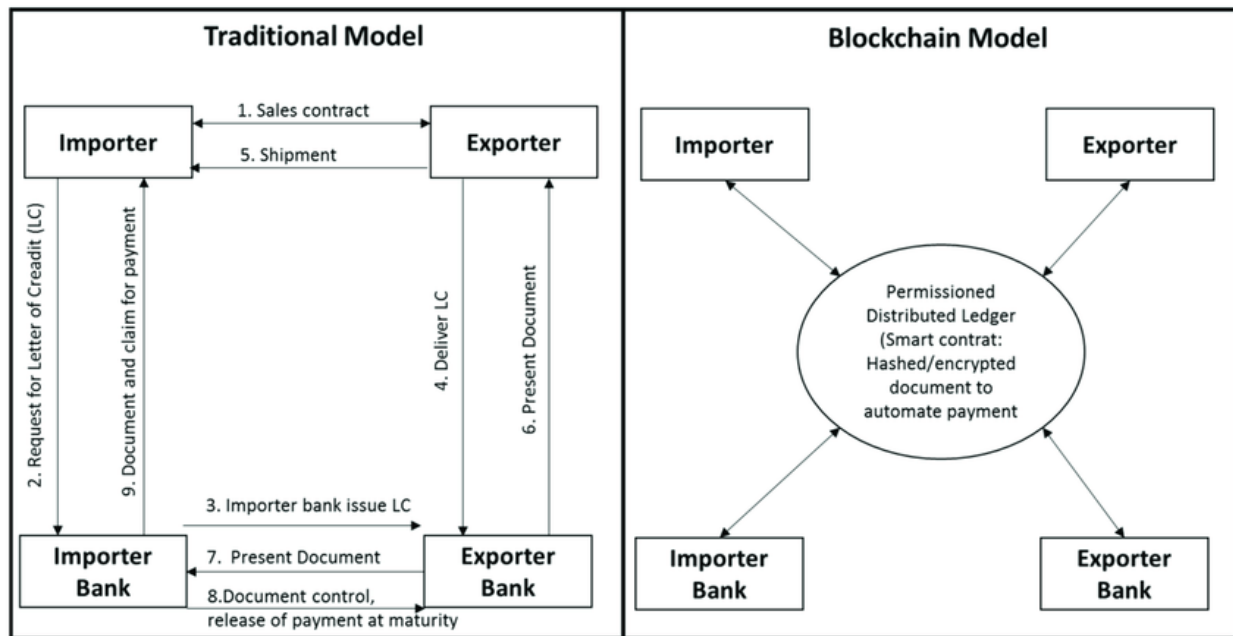 Traditional Model
1. Sales contract
Importer
Exporter
5. Shipment
2. Request for Letter of Creadit (LC)
9. Document and claim for payment
4. Deliver LC
6. Present Document
3. Importer bank issue LC
Importer
Bank
7. Present Document
Exporter
Bank
8.Document control,
release of payment at maturity
Blockchain Model
Importer
Exporter
Permissioned
Distributed Ledger
(Smart contrat:
Hashed/encrypted
document to
automate payment
Importer
Bank
Exporter
Bank